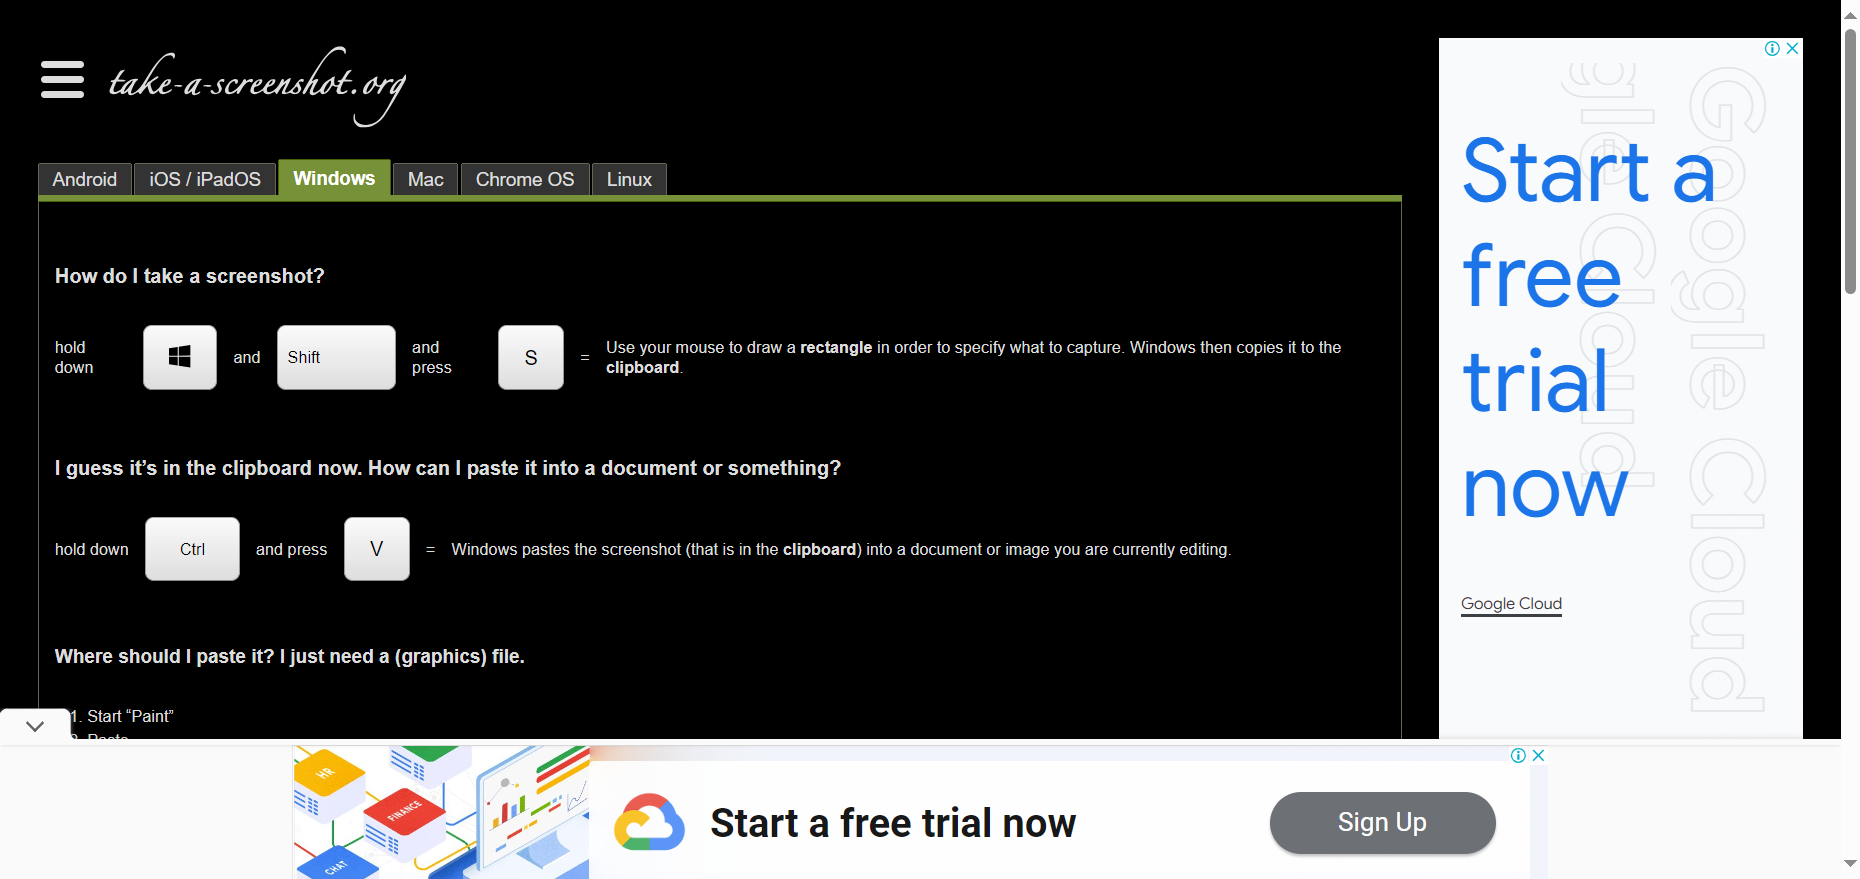 take-a-screenshot.org
Android iOS / iPadOS Windows Mac Chrome OS Linux
How do I take a screenshot?
hold down
and
Shift
and press
S
=
Use your mouse to draw a rectangle in order to specify what to capture. Windows then copies it to the
clipboard.
I guess it’s in the clipboard now. How can I paste it into a document or something?
hold down Ctrl and press V = Windows pastes the screenshot (that is in the clipboard) into a document or image you are currently editing.
Where should I paste it? I just need a (graphics) file.
1. Start “Paint”
2. Paste
Google Cloud
gle Cloud
Start a
free
trial
now
Google Cloud
HR
FINANCE
CHAT
Start a free trial now
Sign Up